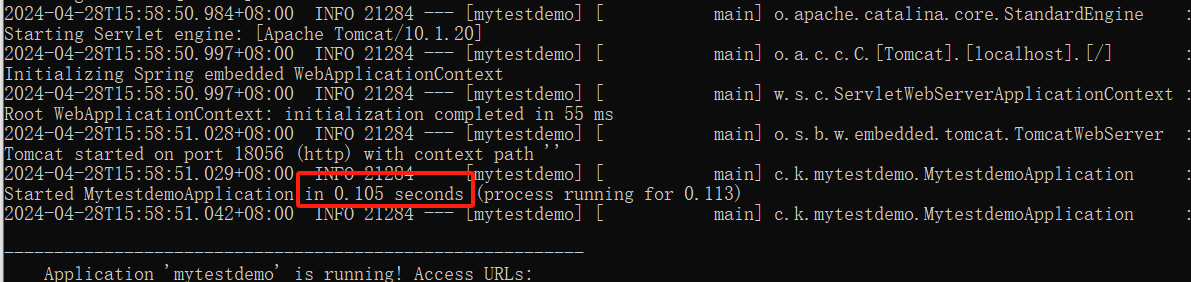 2024-04-28T15:58:50.984+08:00  INFO 21284 --- [mytestdemo] [           main] o.apache.catalina.core.StandardEngine    :
Starting Servlet engine: [Apache Tomcat/10.1.20]
2024-04-28T15:58:50.997+08:00  INFO 21284 --- [mytestdemo] [           main] o.a.c.c.C.[Tomcat].[localhost].[/]       :
Initializing Spring embedded WebApplicationContext
2024-04-28T15:58:50.997+08:00  INFO 21284 --- [mytestdemo] [           main] w.s.c.ServletWebServerApplicationContext :
Root WebApplicationContext: initialization completed in 55 ms
2024-04-28T15:58:51.028+08:00  INFO 21284 --- [mytestdemo] [           main] o.s.b.w.embedded.tomcat.TomcatWebServer  :
Tomcat started on port 18056 (http) with context path ''
2024-04-28T15:58:51.029+08:00  INFO 21284 --- [mytestdemo] [           main] c.k.mytestdemo.MytestdemoApplication     :
Started MytestdemoApplication in 0.105 seconds (process running for 0.113)
2024-04-28T15:58:51.042+08:00  INFO 21284 --- [mytestdemo] [           main] c.k.mytestdemo.MytestdemoApplication     :
----------------------------------------------------------
Application 'mytestdemo' is running! Access URLs: